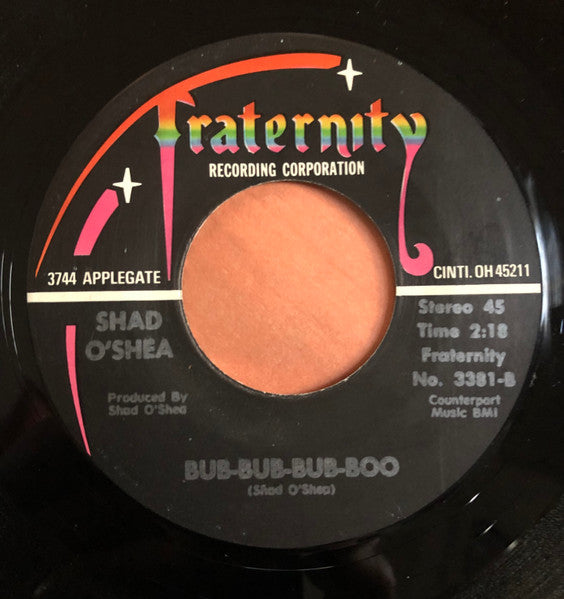 Fraternity
RECORDING CORPORATION
3744 APPLEGATE
CINTI. OH 45211
SHAD
O'SHEA
Produced By
Shad O'Shea
Stereo 45
Time 2:18
Fraternity
No. 3381-B
Counterpart
Music BMI
BUB-BUB-BUB-BOO
(Shad O'Shea)